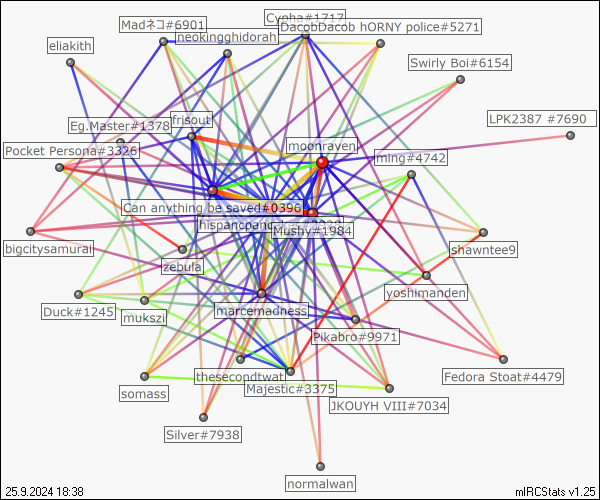 Madネコ#6901
Cypha#1717
DacobDacob hORNY police#5271
neokingghidorah
eliakith
Swirly Boi#6154
LPK2387 #7690
frisout
Eg.Master#1378
moonraven
Pocket Persona#3326
ming#4742
Can anything be saved#0396
hispancpanc
Mushy#1984
bigcitysamurai
shawntee9
zebula
yoshimanden
Duck#1245
mukszi
marcemadness
Pikabro#9971
thesecondtwat
Fedora Stoat#4479
Majestic#3375
somass
JKOUYH VIII#7034
Silver#7938
normalwan
25.9.2024 18:38
mIRCStats v1.25